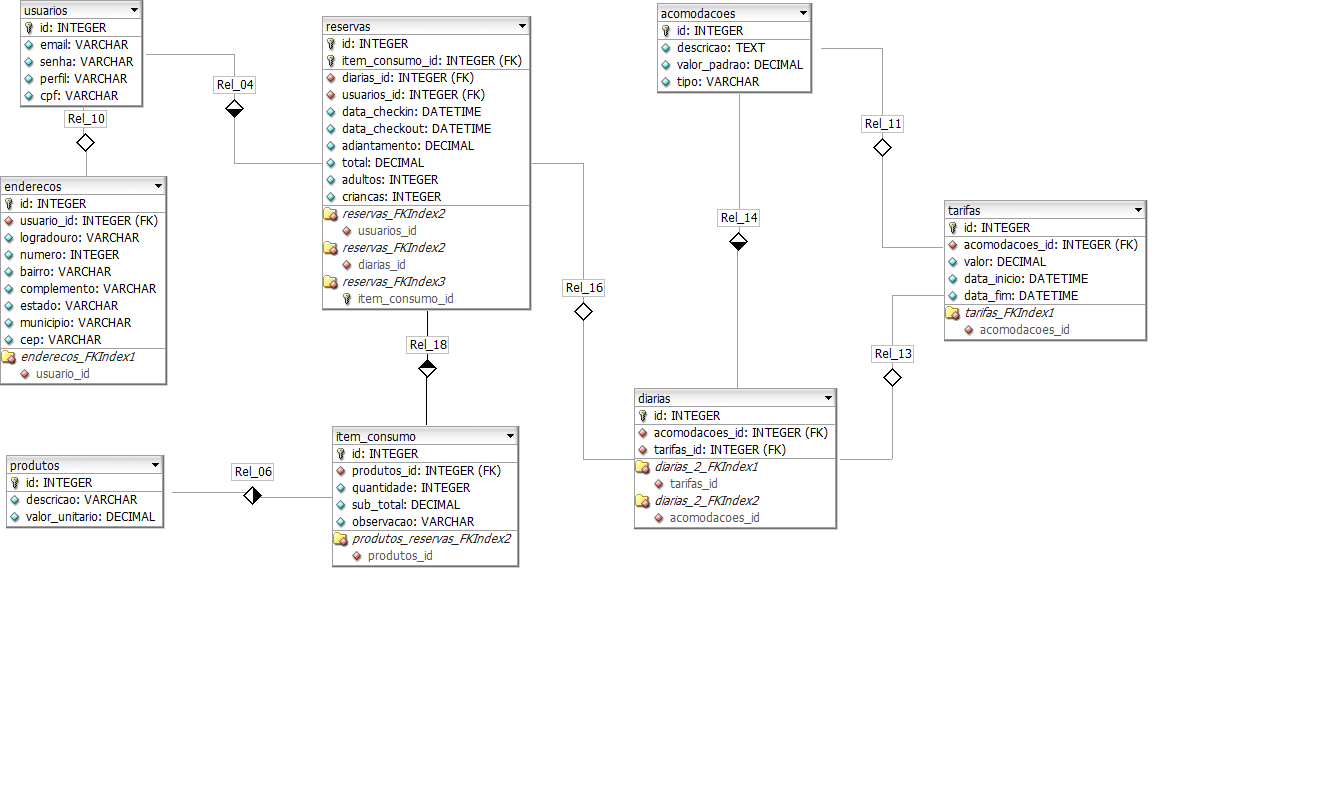 usuarios
id: INTEGER
email: VARCHAR
senha: VARCHAR
perfil: VARCHAR
cpf: VARCHAR
Rel_10
enderecos
id: INTEGER
usuario_id: INTEGER (FK)
logradouro: VARCHAR
numero: INTEGER
bairro: VARCHAR
complemento: VARCHAR
estado: VARCHAR
municipio: VARCHAR
cep: VARCHAR
enderecos_FKIndex1
usuario_id
Rel_04
reservas
id: INTEGER
item_consumo_id: INTEGER (FK)
diarias_id: INTEGER (FK)
usuarios_id: INTEGER (FK)
data_checkin: DATETIME
data_checkout: DATETIME
adiantamento: DECIMAL
total: DECIMAL
adultos: INTEGER
criancas: INTEGER
reservas_FKIndex2
usuarios_id
reservas_FKIndex2
diarias_id
reservas_FKIndex3
item_consumo_id
Rel_18
item_consumo
id: INTEGER
produtos_id: INTEGER (FK)
quantidade: INTEGER
sub_total: DECIMAL
observacao: VARCHAR
produtos_reservas_FKIndex2
produtos_id
Rel_06
produtos
id: INTEGER
descricao: VARCHAR
valor_unitario: DECIMAL
Rel_16
acomodacoes
id: INTEGER
descricao: TEXT
valor_padrao: DECIMAL
tipo: VARCHAR
Rel_11
Rel_14
tarifas
id: INTEGER
acomodacoes_id: INTEGER (FK)
valor: DECIMAL
data_inicio: DATETIME
data_fim: DATETIME
tarifas_FKIndex1
acomodacoes_id
Rel_13
diarias
id: INTEGER
acomodacoes_id: INTEGER (FK)
tarifas_id: INTEGER (FK)
diarias_2_FKIndex1
tarifas_id
diarias_2_FKIndex2
acomodacoes_id